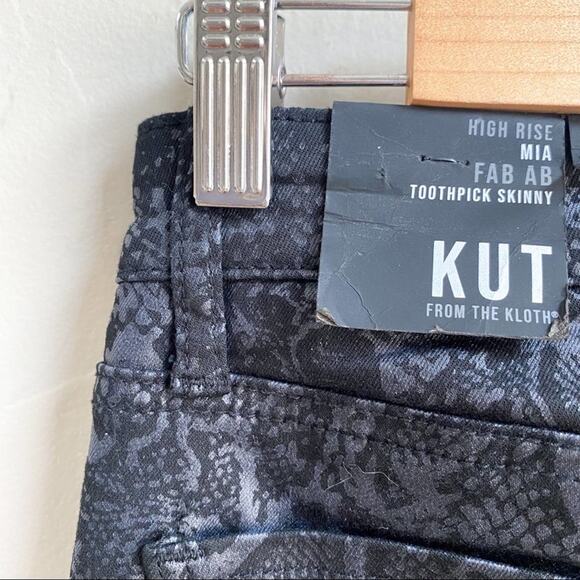 HIGH RISE
MIA
FAB AB
TOOTHPICK SKINNY
KUT
FROM THE KLOTH®